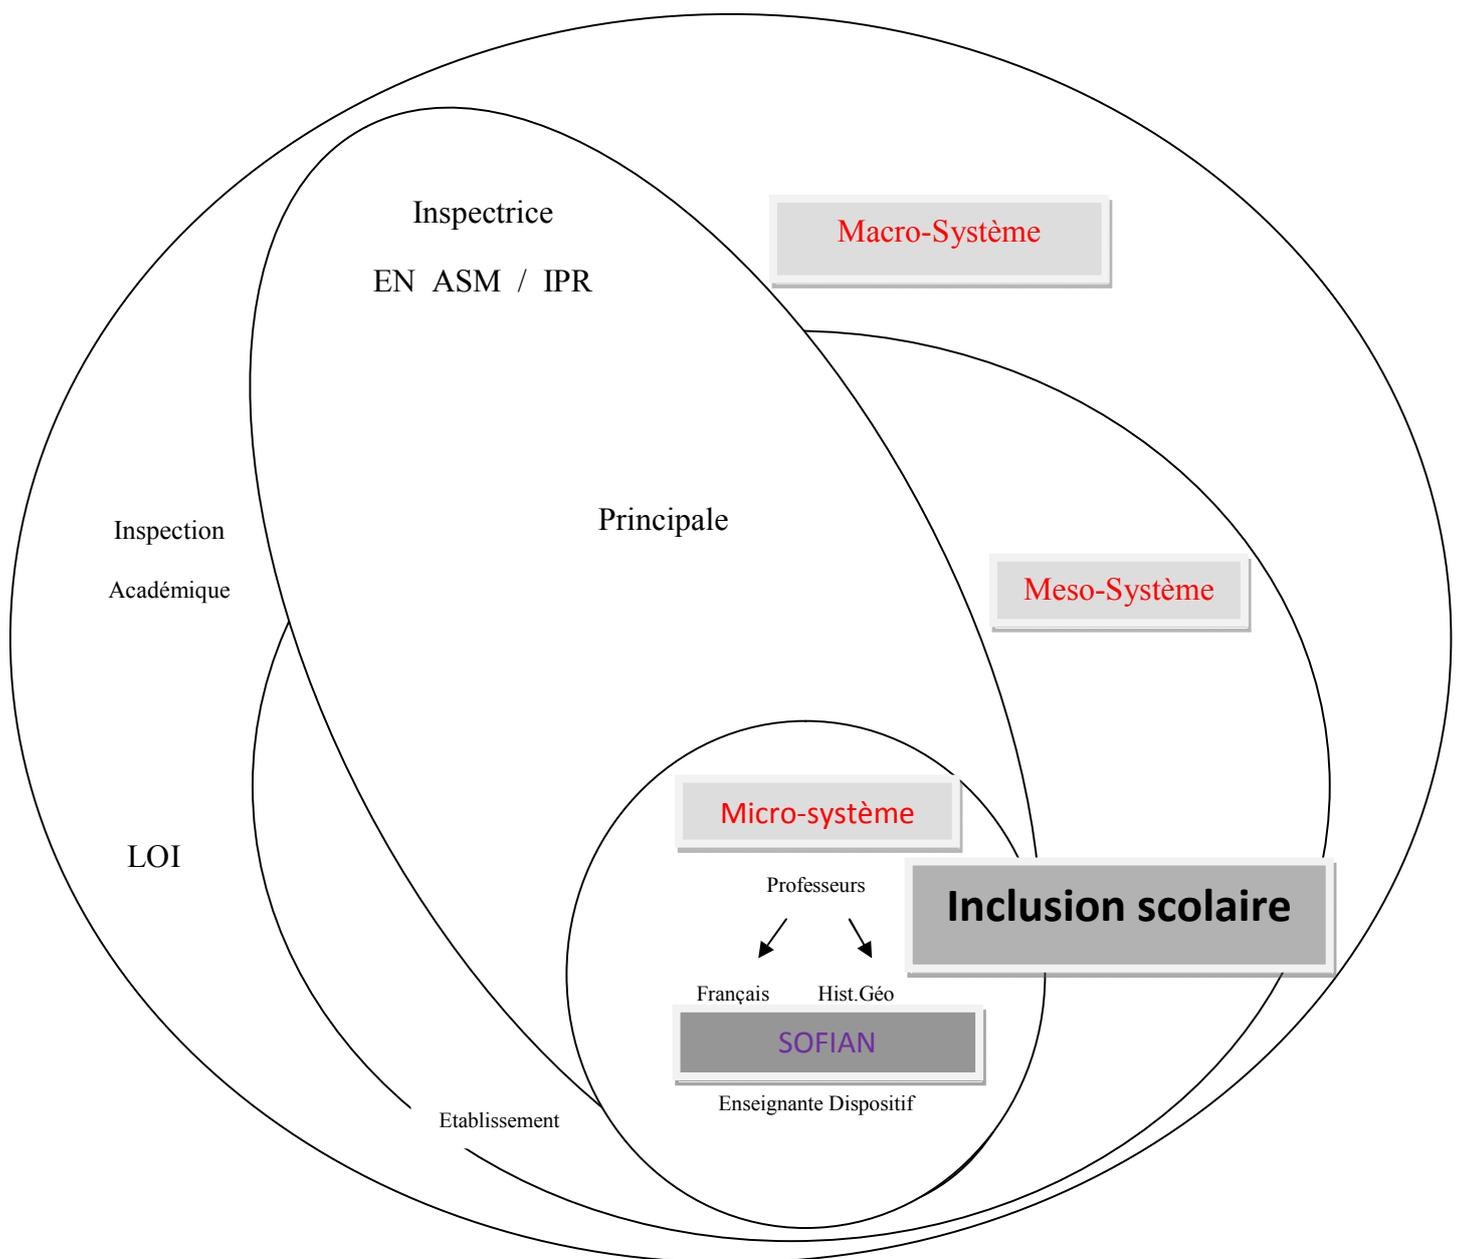 Inspectrice
EN ASM / IPR
Macro-Système
Principale
Inspection
Académique
Meso-Système
LOI
Micro-système
Professeurs
Inclusion scolaire
Français Hist.Géo
SOFIAN
Enseignante Dispositif
Etablissement